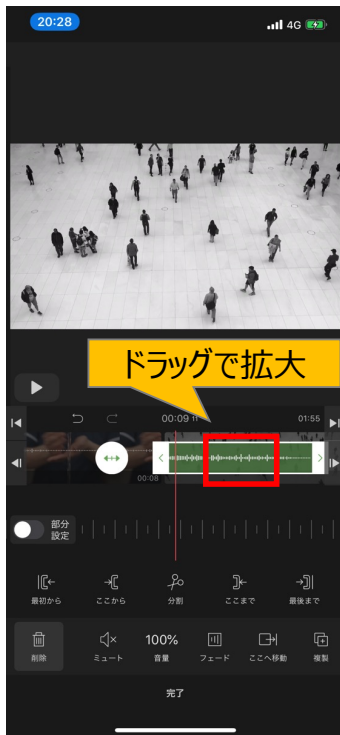 20:28
4G
ドラッグで拡大
00:09 11
01:55
00:08
部分
設定
最初から
ここから
分割
ここまで
最後まで
100%
削除
ミュート
音量
フェード
ここへ移動
複製
完了